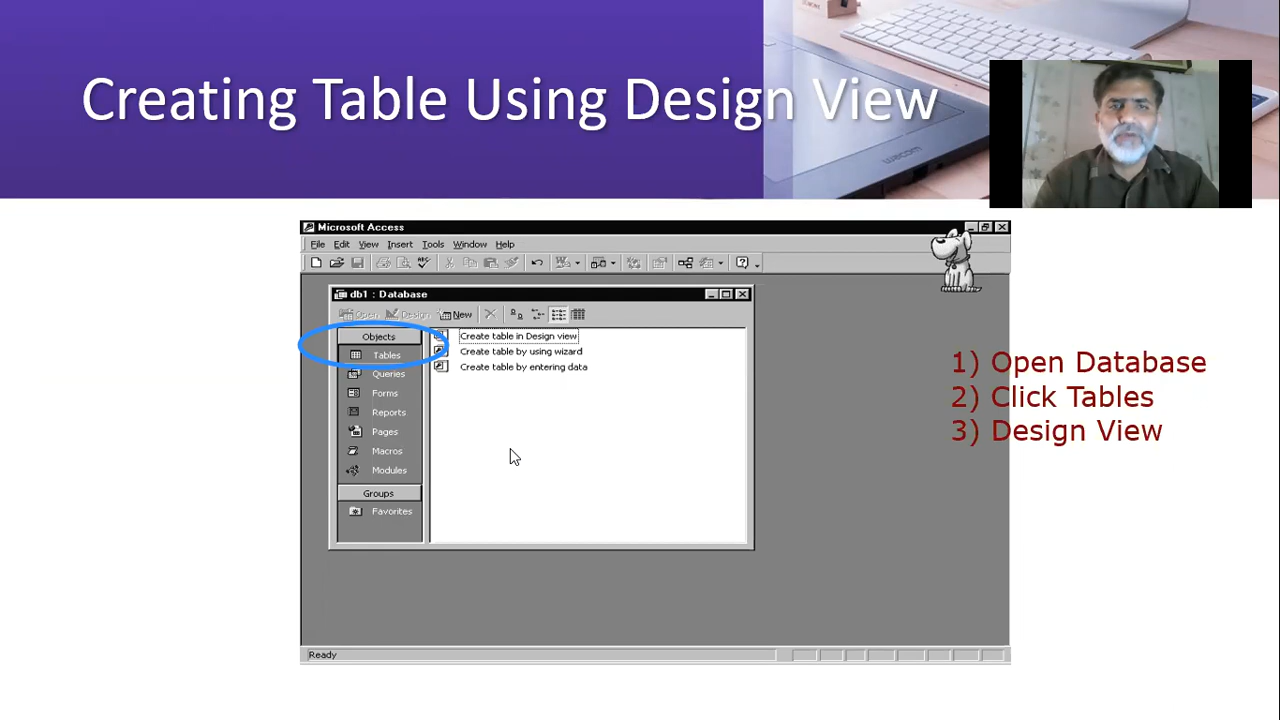 Creating Table Using Design View
wacom
Microsoft Access
File Edit View Insert Tools Window Help
db1 : Database
Open Design New
Objects
Tables
Queries
Forms
Reports
Pages
Macros
Modules
Groups
Favorites
Create table in Design view
Create table by using wizard
Create table by entering data
Ready
1) Open Database
2) Click Tables
3) Design View